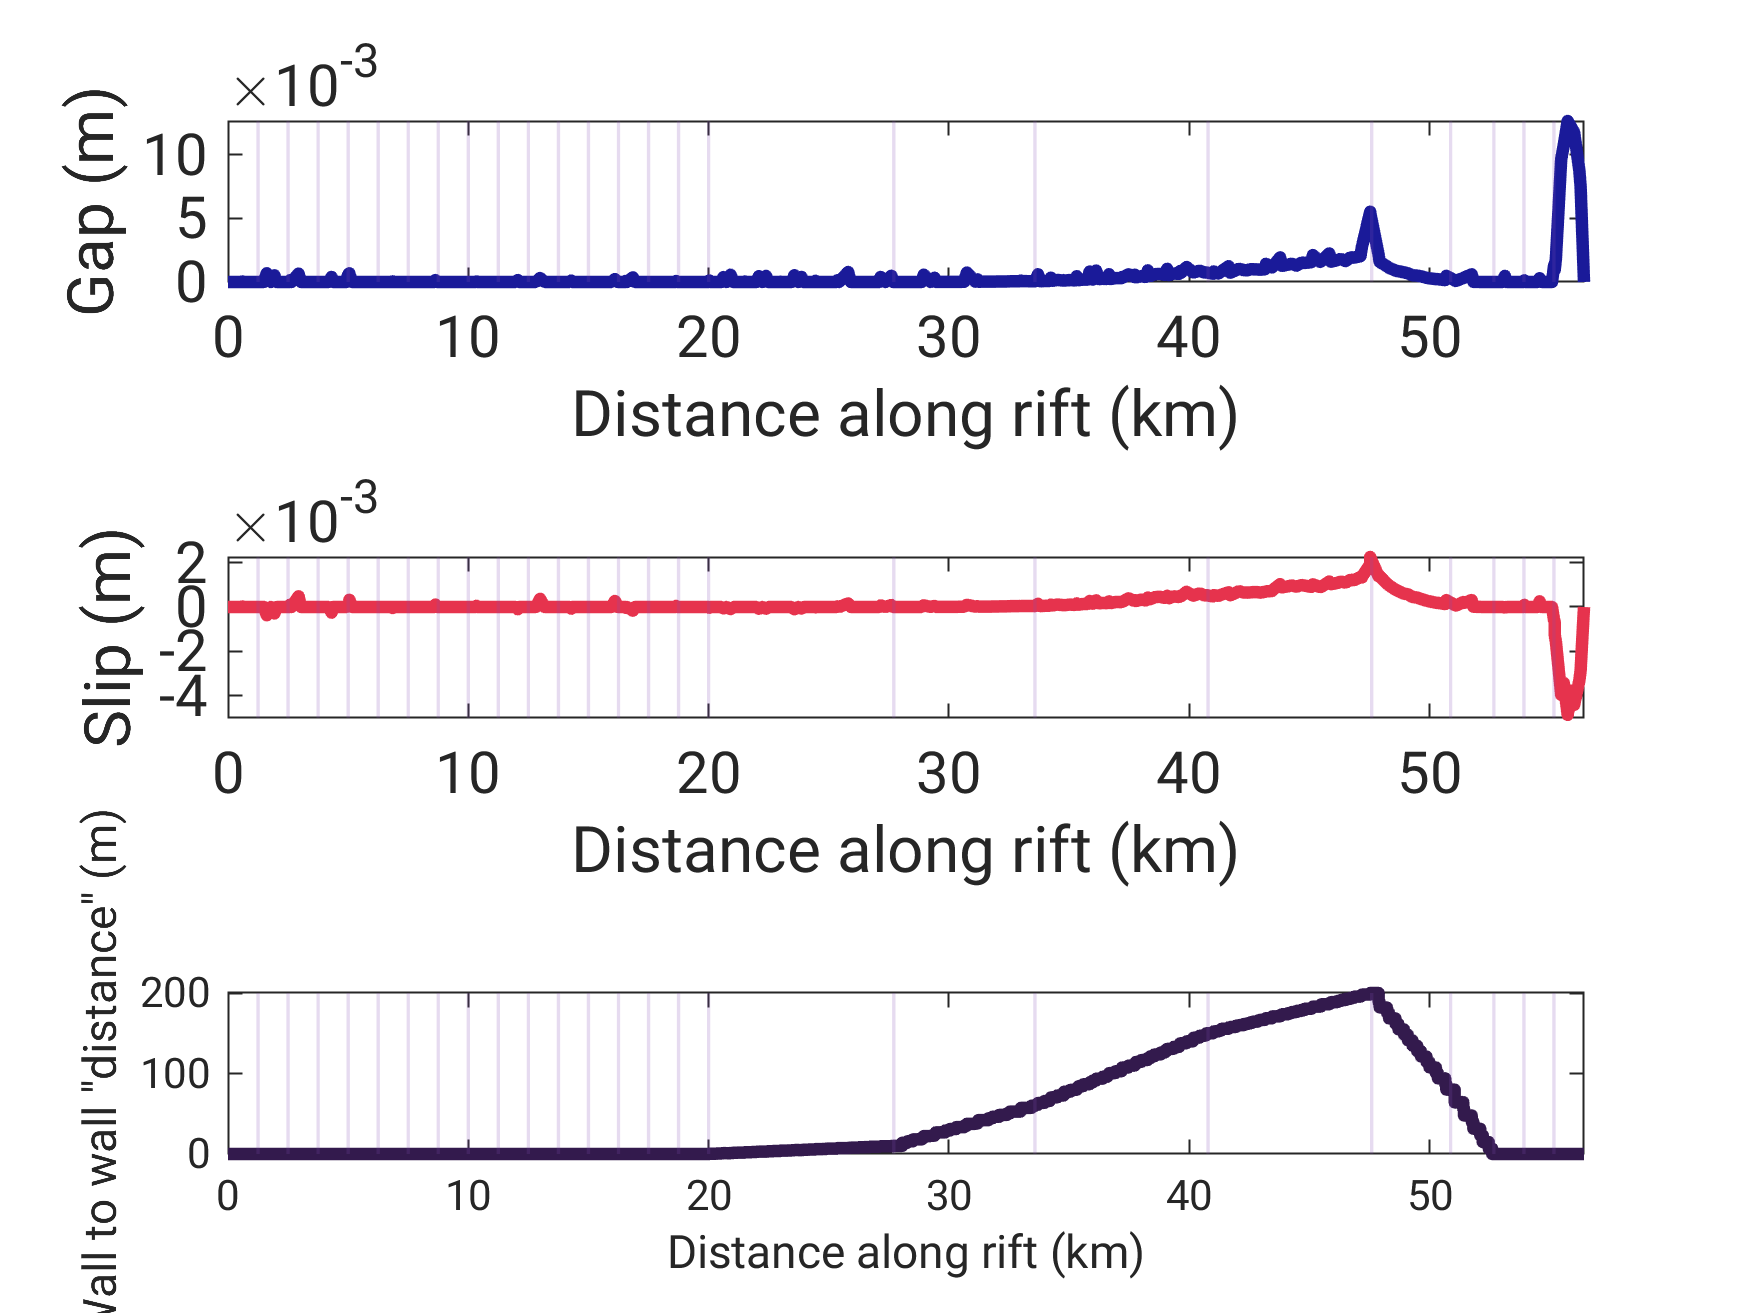 ×10-3
Gap (m)
10
5
0
0 10 20 30 40 50
Distance along rift (km)
×10-3
Slip (m)
2
0
-2
-4
0 10 20 30 40 50
Distance along rift (km)
Wall to wall "distance" (m)
200
100
0
0 10 20 30 40 50
Distance along rift (km)